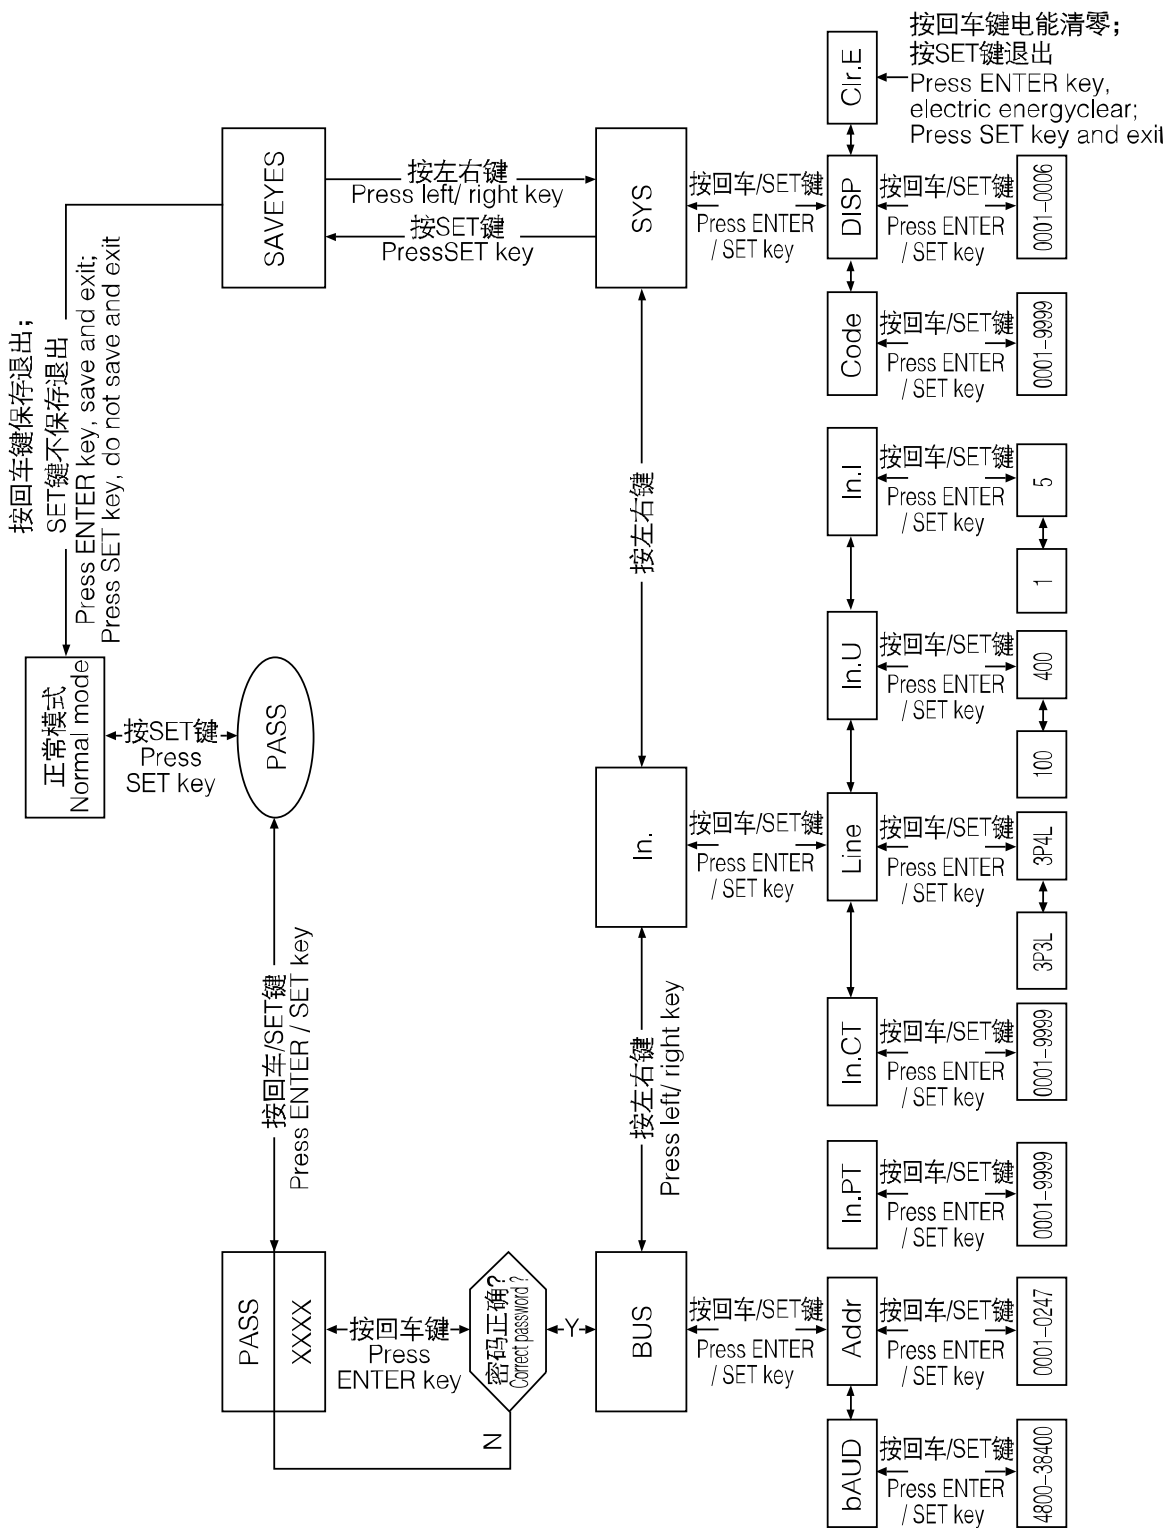 按回车键电能清零；
按SET键退出
Press ENTER key,
electric energyclear;
Press SET key and exit
Clr.E
SAVEYES
按左右键
Press left/ right key
按SET键
PressSET key
SYS
按回车/SET键
Press ENTER
/ SET key
DISP
按回车/SET键
Press ENTER
/ SET key
0001-0006
Code
按回车/SET键
Press ENTER
/ SET key
0001-9999
按回车键保存退出；
SET键不保存退出
Press ENTER key, save and exit;
Press SET key, do not save and exit
正常模式
Normal mode
按SET键
Press
SET key
PASS
按左右键
In.I
按回车/SET键
Press ENTER
/ SET key
5
1
In.U
按回车/SET键
Press ENTER
/ SET key
400
100
In.
按回车/SET键
Press ENTER
/ SET key
Line
按回车/SET键
Press ENTER
/ SET key
3P4L
3P3L
按回车/SET键
Press ENTER / SET key
按左右键
Press left/ right key
In.CT
按回车/SET键
Press ENTER
/ SET key
0001-9999
In.PT
按回车/SET键
Press ENTER
/ SET key
0001-9999
PASS
XXXX
按回车键
Press
ENTER key
密码正确?
Correct password ?
Y
N
BUS
按回车/SET键
Press ENTER
/ SET key
Addr
按回车/SET键
Press ENTER
/ SET key
0001-0247
bAUD
按回车/SET键
Press ENTER
/ SET key
4800-38400